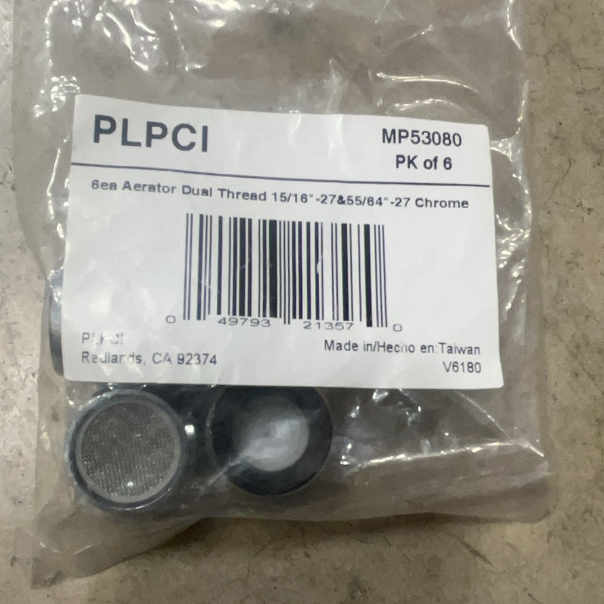 PLPCI
MP53080
PK of 6
6ea Aerator Dual Thread 15/16"-27&55/64"-27 Chrome
0 49793 21357 0
PLPCI
Redlands, CA 92374
Made in/Hecho en:Taiwan
V6180